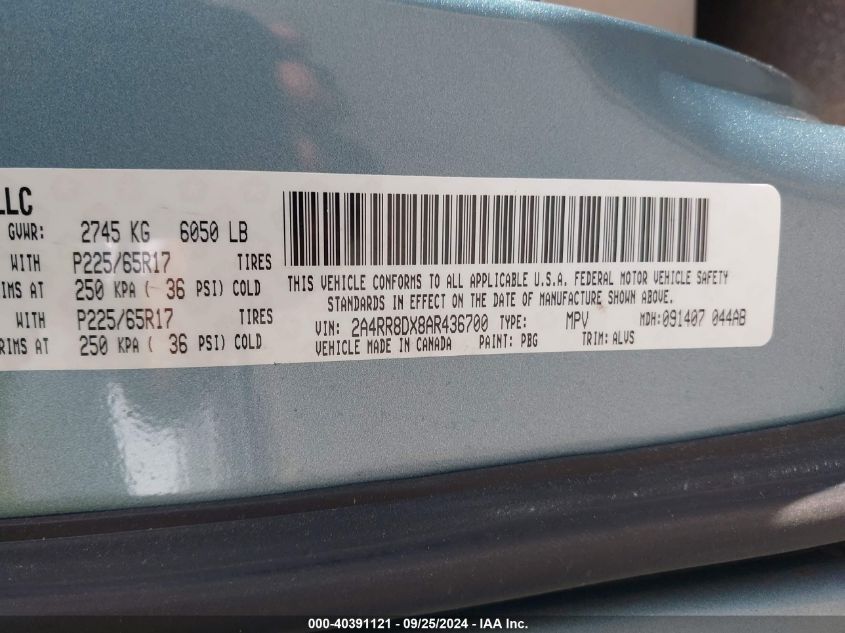 LLC
GVWR: 2745 KG 6050 LB
WITH P225/65R17 TIRES
IMS AT 250 KPA ( 36 PSI) COLD
WITH P225/65R17 TIRES
RIMS AT 250 KPA ( 36 PSI) COLD
THIS VEHICLE CONFORMS TO ALL APPLICABLE U.S.A. FEDERAL MOTOR VEHICLE SAFETY
STANDARDS IN EFFECT ON THE DATE OF MANUFACTURE SHOWN ABOVE.
VIN: 2A4RR8DX8AR436700 TYPE: MPV MDH:091407 044AB
VEHICLE MADE IN CANADA PAINT: PBG TRIM: ALVS
000-40391121 - 09/25/2024 - IAA Inc.